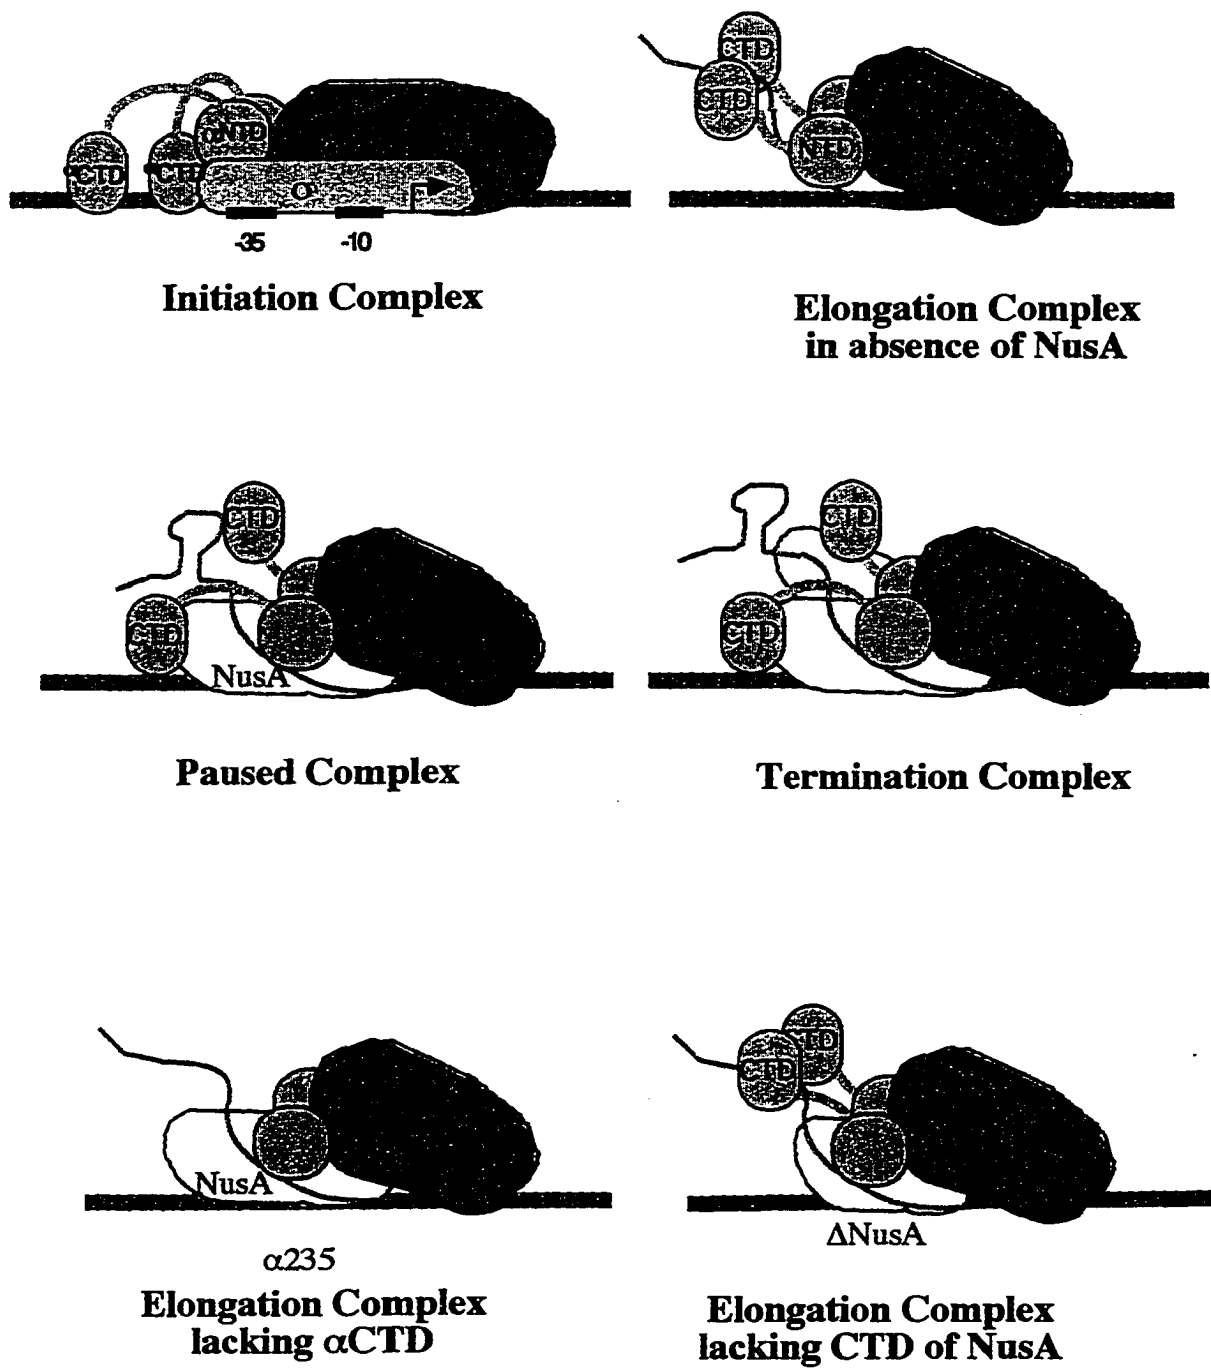 CTD
CTD
αNTD
αCTD
αCTD
NTD
σ
-35
-10
Initiation Complex
Elongation Complex
in absence of NusA
CTD
CTD
CTD
CTD
NusA
Paused Complex
Termination Complex
CTD
CTD
NusA
ΔNusA
α235
Elongation Complex
lacking αCTD
Elongation Complex
lacking CTD of NusA